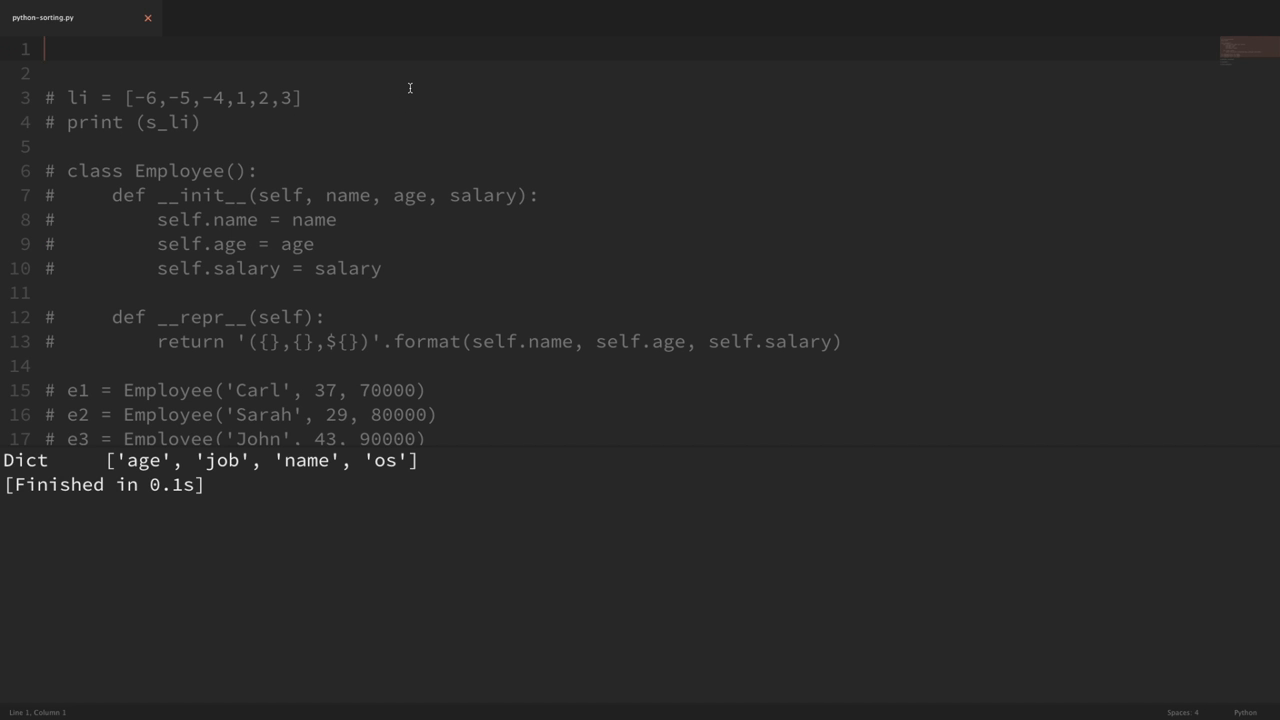 python-sorting.py
1
2
3 # li = [-6,-5,-4,1,2,3]
4 # print (s_li)
5
6 # class Employee():
7 #     def __init__(self, name, age, salary):
8 #         self.name = name
9 #         self.age = age
10 #         self.salary = salary
11
12 #     def __repr__(self):
13 #         return '({},{},${})'.format(self.name, self.age, self.salary)
14
15 # e1 = Employee('Carl', 37, 70000)
16 # e2 = Employee('Sarah', 29, 80000)
17 # e3 = Employee('John', 43, 90000)
Dict     ['age', 'job', 'name', 'os']
[Finished in 0.1s]
Line 1, Column 1 Spaces: 4 Python